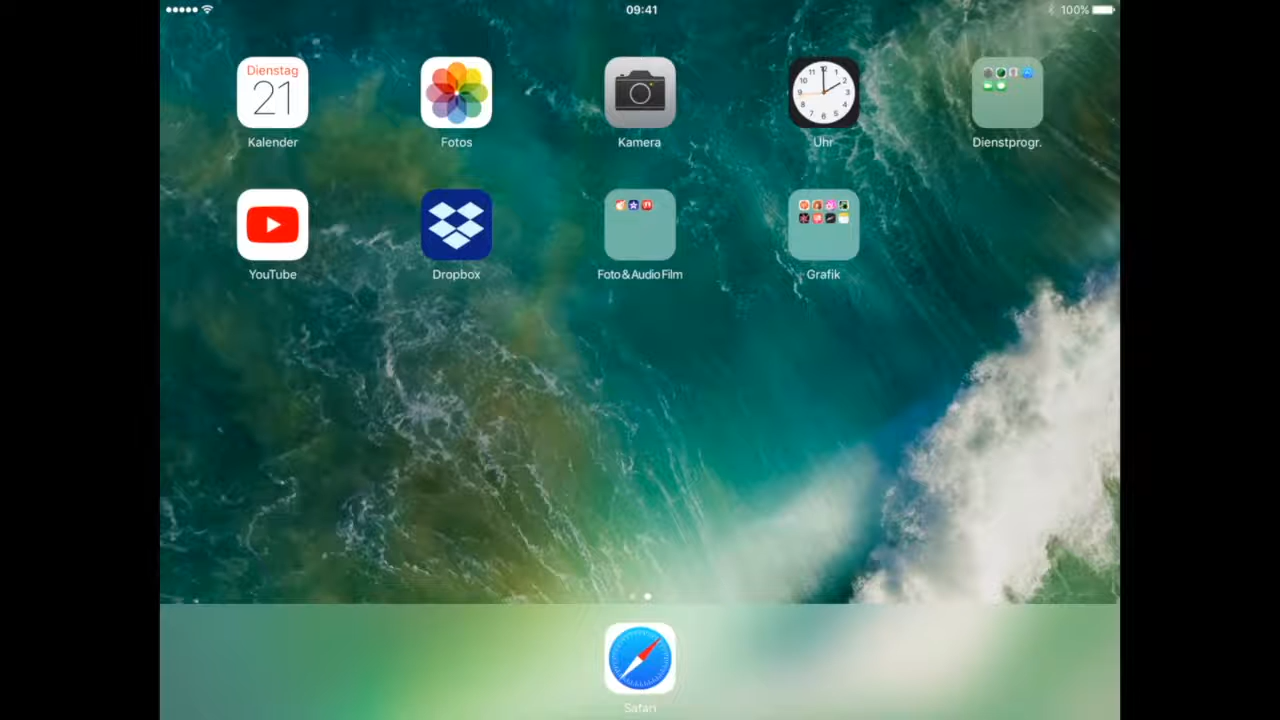 09:41
100%
Dienstag
21
Kalender
Fotos
Kamera
Uhr
Dienstprogr.
YouTube
Dropbox
Foto & Audio Film
Grafik
Safari